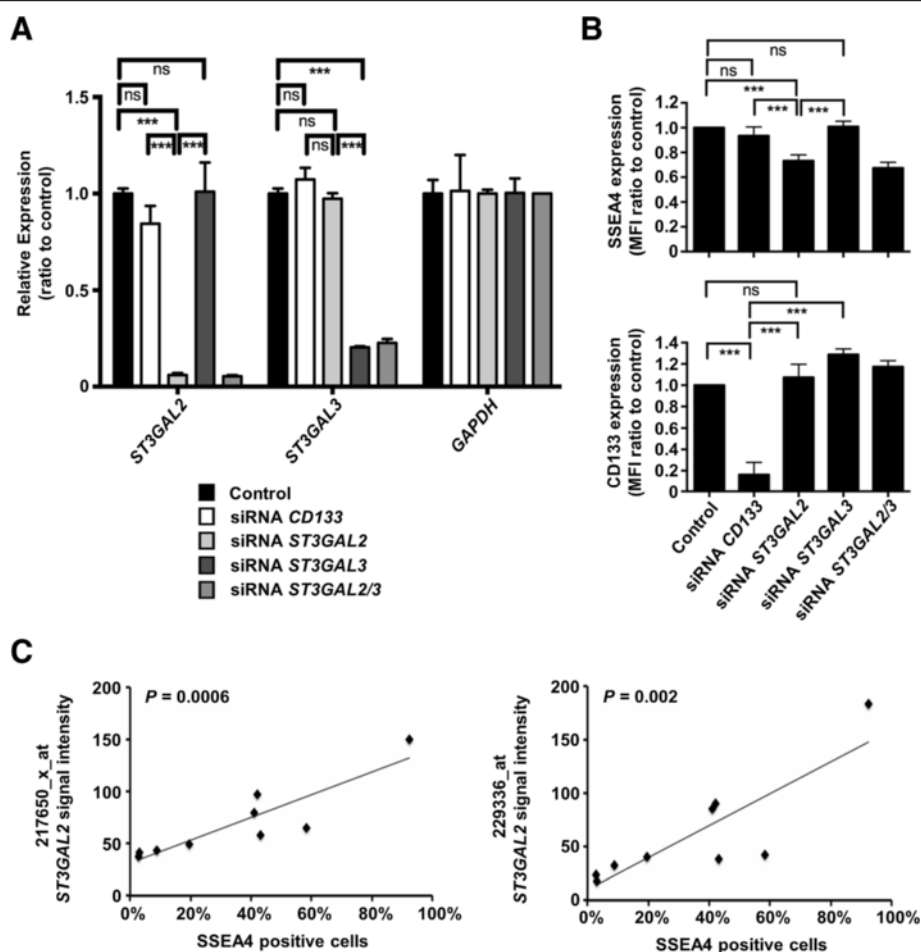 A
ns
***
ns
ns
***
ns
***
***
ns
***
1.5
1.0
0.5
0
Relative Expression
(ratio to control)
ST3GAL2
ST3GAL3
GAPDH
Control
siRNA CD133
siRNA ST3GAL2
siRNA ST3GAL3
siRNA ST3GAL2/3
B
ns
ns
***
***
***
1.2
1.0
0.8
0.6
0.4
0.2
0
SSEA4 expression
(MFI ratio to control)
ns
***
***
***
1.4
1.2
1.0
0.8
0.6
0.4
0.2
0
CD133 expression
(MFI ratio to control)
Control
siRNA CD133
siRNA ST3GAL2
siRNA ST3GAL3
siRNA ST3GAL2/3
C
P = 0.0006
200
150
100
50
0
217650_x_at
ST3GAL2 signal intensity
0% 20% 40% 60% 80% 100%
SSEA4 positive cells
P = 0.002
200
150
100
50
0
229336_at
ST3GAL2 signal intensity
0% 20% 40% 60% 80% 100%
SSEA4 positive cells